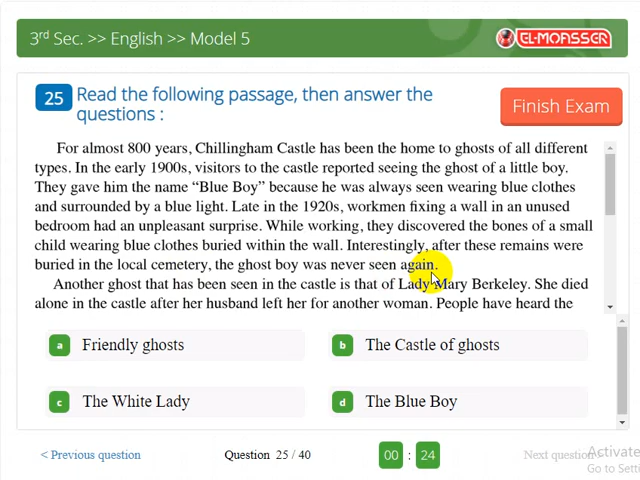 3rd Sec. >> English >> Model 5
EL-MOASSER
25 Read the following passage, then answer the
questions :
Finish Exam
For almost 800 years, Chillingham Castle has been the home to ghosts of all different
types. In the early 1900s, visitors to the castle reported seeing the ghost of a little boy.
They gave him the name “Blue Boy” because he was always seen wearing blue clothes
and surrounded by a blue light. Late in the 1920s, workmen fixing a wall in an unused
bedroom had an unpleasant surprise. While working, they discovered the bones of a small
child wearing blue clothes buried within the wall. Interestingly, after these remains were
buried in the local cemetery, the ghost boy was never seen again.
Another ghost that has been seen in the castle is that of Lady Mary Berkeley. She died
alone in the castle after her husband left her for another woman. People have heard the
a Friendly ghosts
b The Castle of ghosts
c The White Lady
d The Blue Boy
< Previous question
Question 25 / 40
00 : 24
Next question >
Activate
Go to Setti